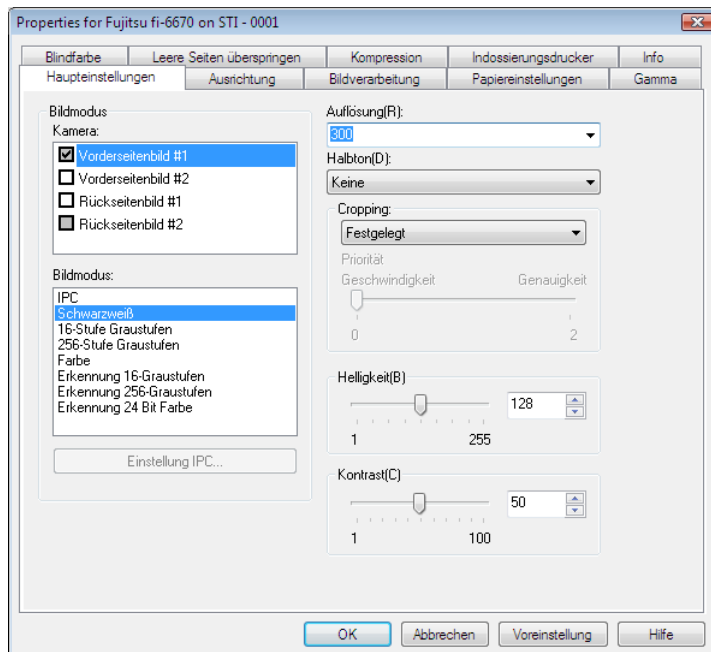 Properties for Fujitsu fi-6670 on STI - 0001
Blindfarbe
Leere Seiten überspringen
Kompression
Indossierungsdrucker
Info
Haupteinstellungen
Ausrichtung
Bildverarbeitung
Papiereinstellungen
Gamma
Bildmodus
Kamera:
Vorderseitenbild #1
Vorderseitenbild #2
Rückseitenbild #1
Rückseitenbild #2
Bildmodus:
IPC
Schwarzweiß
16-Stufe Graustufen
256-Stufe Graustufen
Farbe
Erkennung 16-Graustufen
Erkennung 256-Graustufen
Erkennung 24 Bit Farbe
Einstellung IPC...
Auflösung(R):
300
Halbton(D):
Keine
Cropping:
Festgelegt
Priorität
Geschwindigkeit Genauigkeit
0 2
Helligkeit(B)
128
1 255
Kontrast(C)
50
1 100
OK
Abbrechen
Voreinstellung
Hilfe